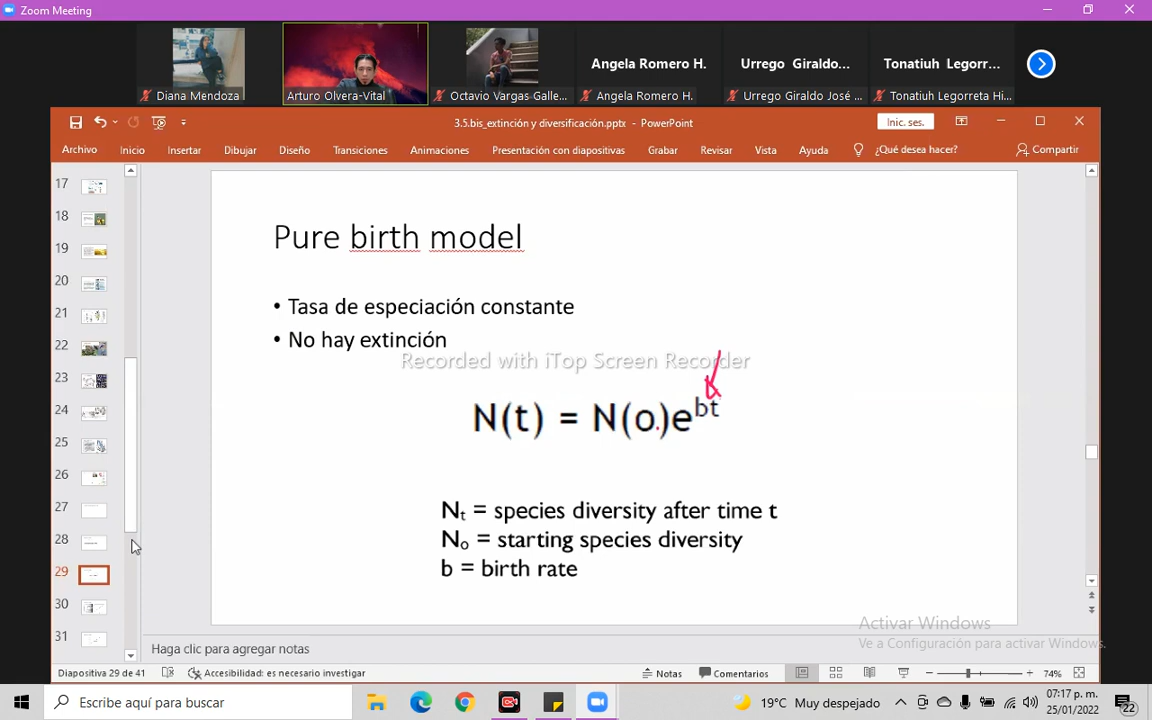 Zoom Meeting
Angela Romero H.
Urrego Giraldo...
Tonatiuh Legorr...
Diana Mendoza
Arturo Olvera-Vital
Octavio Vargas-Galle...
Angela Romero H.
Urrego Giraldo José ...
Tonatiuh Legorreta Hi...
3.5.bis_extinción y diversificación.pptx - PowerPoint
Inic. ses.
Archivo Inicio Insertar Dibujar Diseño Transiciones Animaciones Presentación con diapositivas Grabar Revisar Vista Ayuda ¿Qué desea hacer? Compartir
17
18
19
20
21
22
23
24
25
26
27
28
29
30
31
Pure birth model
• Tasa de especiación constante
• No hay extinción
Recorded with iTop Screen Recorder
N(t) = N(o)e^bt
Nt = species diversity after time t
No = starting species diversity
b = birth rate
Activar Windows
Ve a Configuración para activar Windows.
Haga clic para agregar notas
Diapositiva 29 de 41 Accesibilidad: es necesario investigar Notas Comentarios 74%
Escribe aquí para buscar
19°C Muy despejado
07:17 p. m.
25/01/2022
22